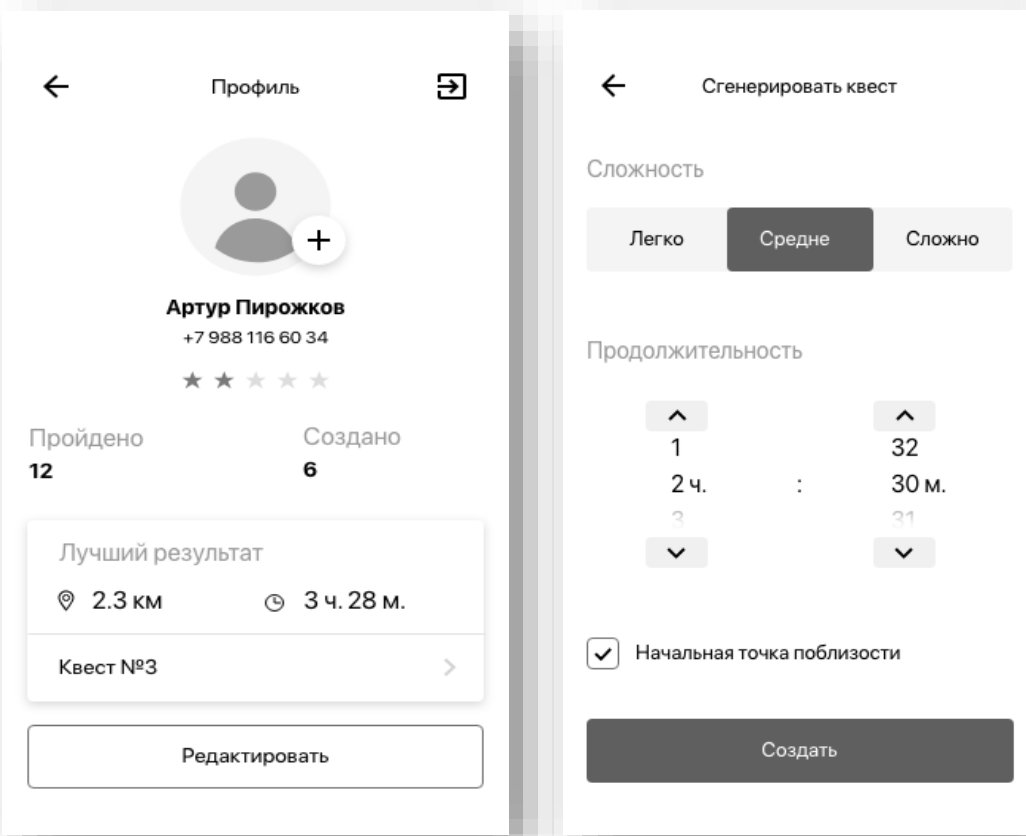 Профиль
Артур Пирожков
+7 988 116 60 34
Пройдено
12
Создано
6
Лучший результат
2.3 км
3 ч. 28 м.
Квест №3
Редактировать
Сгенерировать квест
Сложность
Легко Средне Сложно
Продолжительность
1 32
2 ч. : 30 м.
3 31
Начальная точка поблизости
Создать